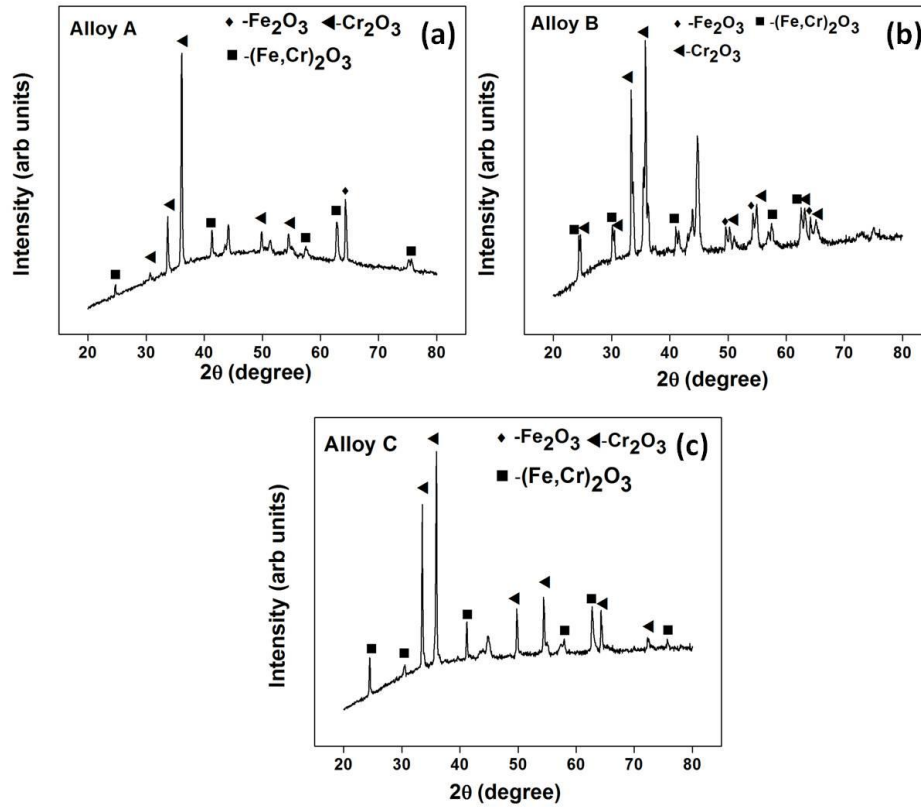 Alloy A
♦-Fe2O3 ◄-Cr2O3
(a)
■-(Fe,Cr)2O3
Intensity (arb units)
20 30 40 50 60 70 80
2θ (degree)
Alloy B
♦-Fe2O3 ■-(Fe,Cr)2O3
◄-Cr2O3
(b)
Intensity (arb units)
20 30 40 50 60 70 80
2θ (degree)
Alloy C
♦-Fe2O3 ◄-Cr2O3
(c)
■-(Fe,Cr)2O3
Intensity (arb units)
20 30 40 50 60 70 80
2θ (degree)